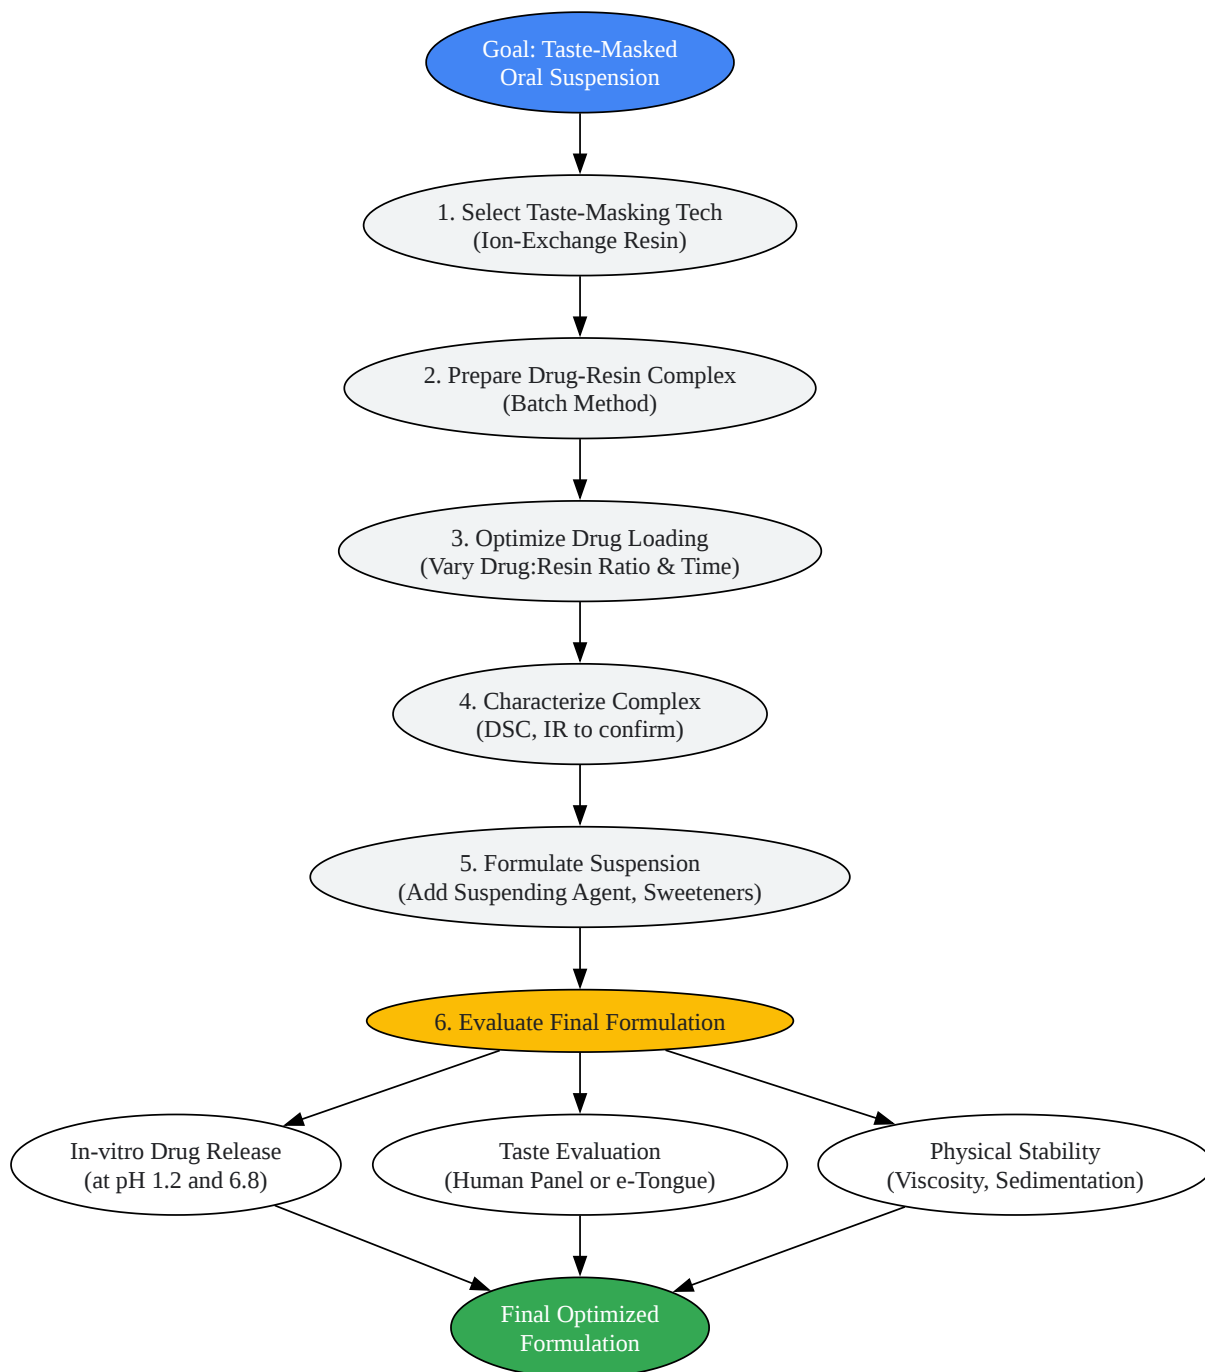 Goal: Taste-Masked
Oral Suspension
1. Select Taste-Masking Tech
(Ion-Exchange Resin)
2. Prepare Drug-Resin Complex
(Batch Method)
3. Optimize Drug Loading
(Vary Drug:Resin Ratio & Time)
4. Characterize Complex
(DSC, IR to confirm)
5. Formulate Suspension
(Add Suspending Agent, Sweeteners)
6. Evaluate Final Formulation
In-vitro Drug Release
(at pH 1.2 and 6.8)
Taste Evaluation
(Human Panel or e-Tongue)
Physical Stability
(Viscosity, Sedimentation)
Final Optimized
Formulation